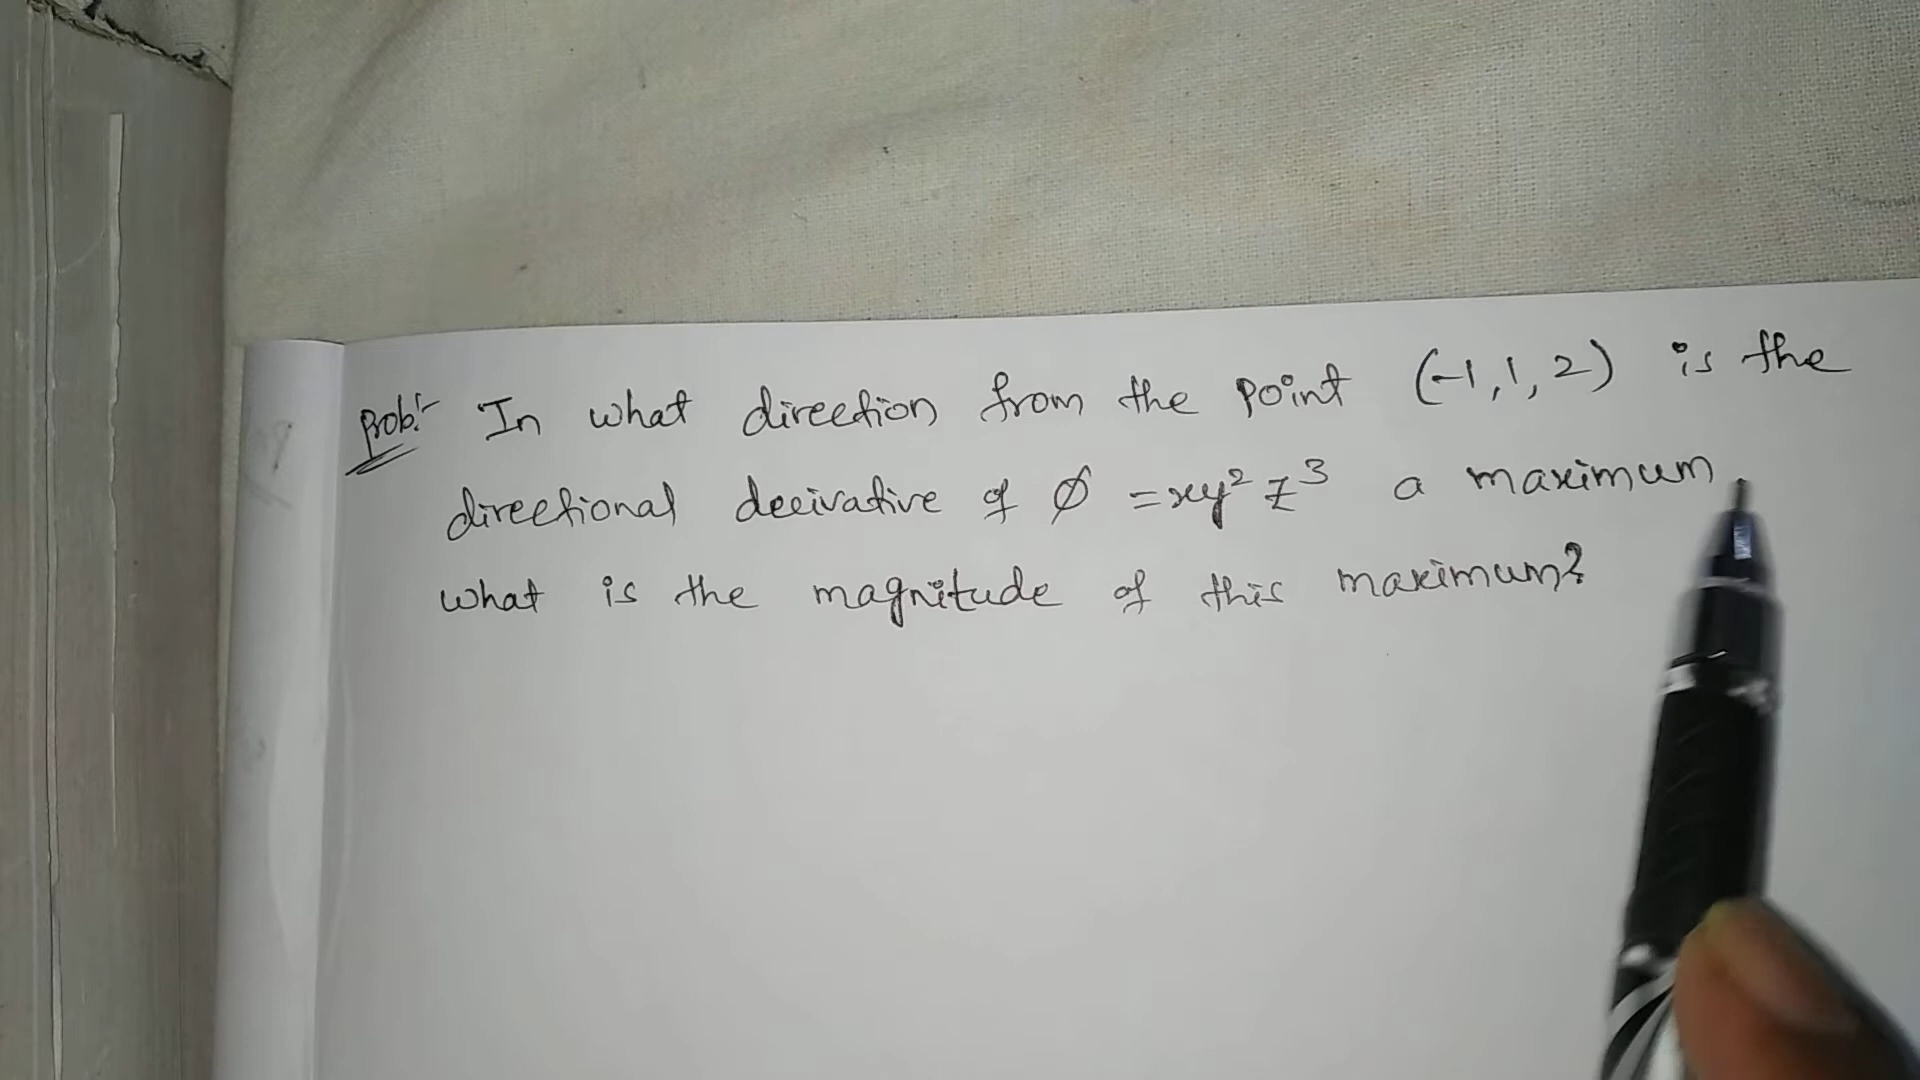 Prob:- In what direction from the point (-1, 1, 2) is the
directional derivative of Ø = xy² z³ a maximum.
what is the magnitude of this maximum?